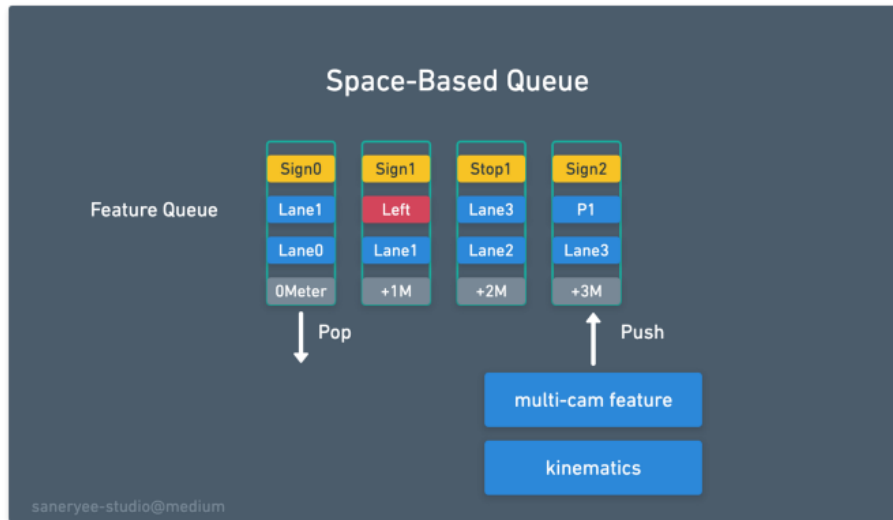 Space-Based Queue
Sign0 Sign1 Stop1 Sign2
Feature Queue Lane1 Left Lane3 P1
Lane0 Lane1 Lane2 Lane3
0Meter +1M +2M +3M
Pop Push
multi-cam feature
kinematics
saneryee-studio@medium